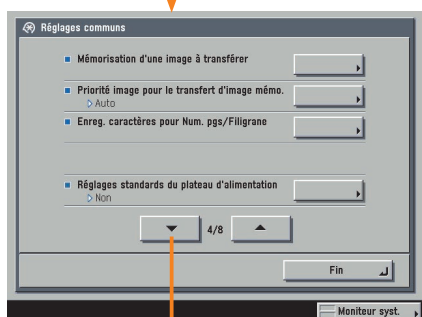 Réglages communs
Mémorisation d'une image à transférer
Priorité image pour le transfert d'image mémo.
Auto
Enreg. caractères pour Num. pgs/Filigrane
Réglages standards du plateau d'alimentation
Non
4/8
Fin
Moniteur syst.